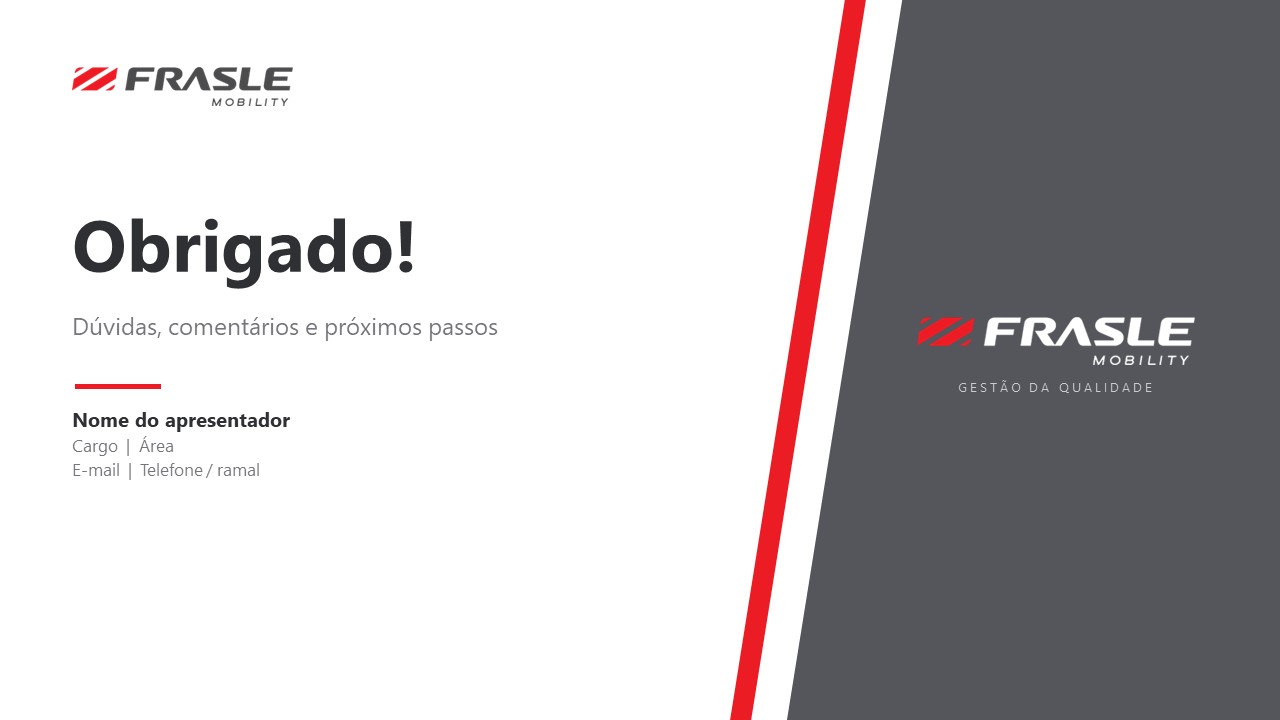 FRASLE
MOBILITY
Obrigado!
Dúvidas, comentários e próximos passos
Nome do apresentador
Cargo | Área
E-mail | Telefone / ramal
FRASLE
MOBILITY
GESTÃO DA QUALIDADE